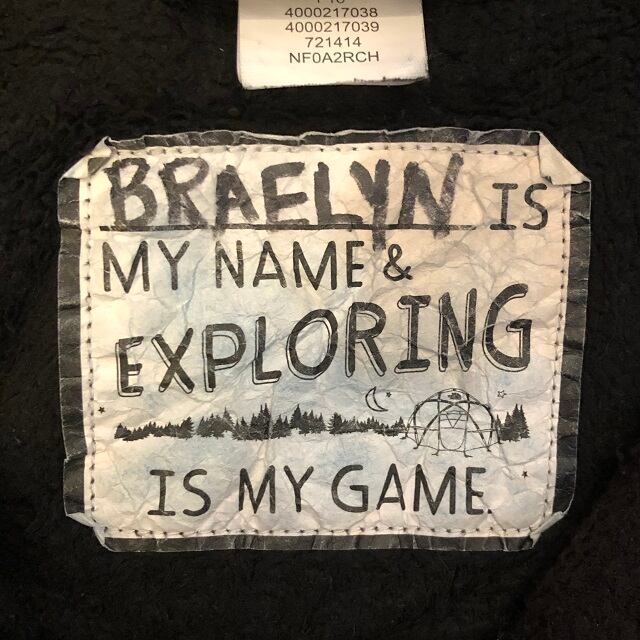 4000217038
4000217039
721414
NF0A2RCH
BRAELYN IS
MY NAME &
EXPLORING
IS MY GAME.